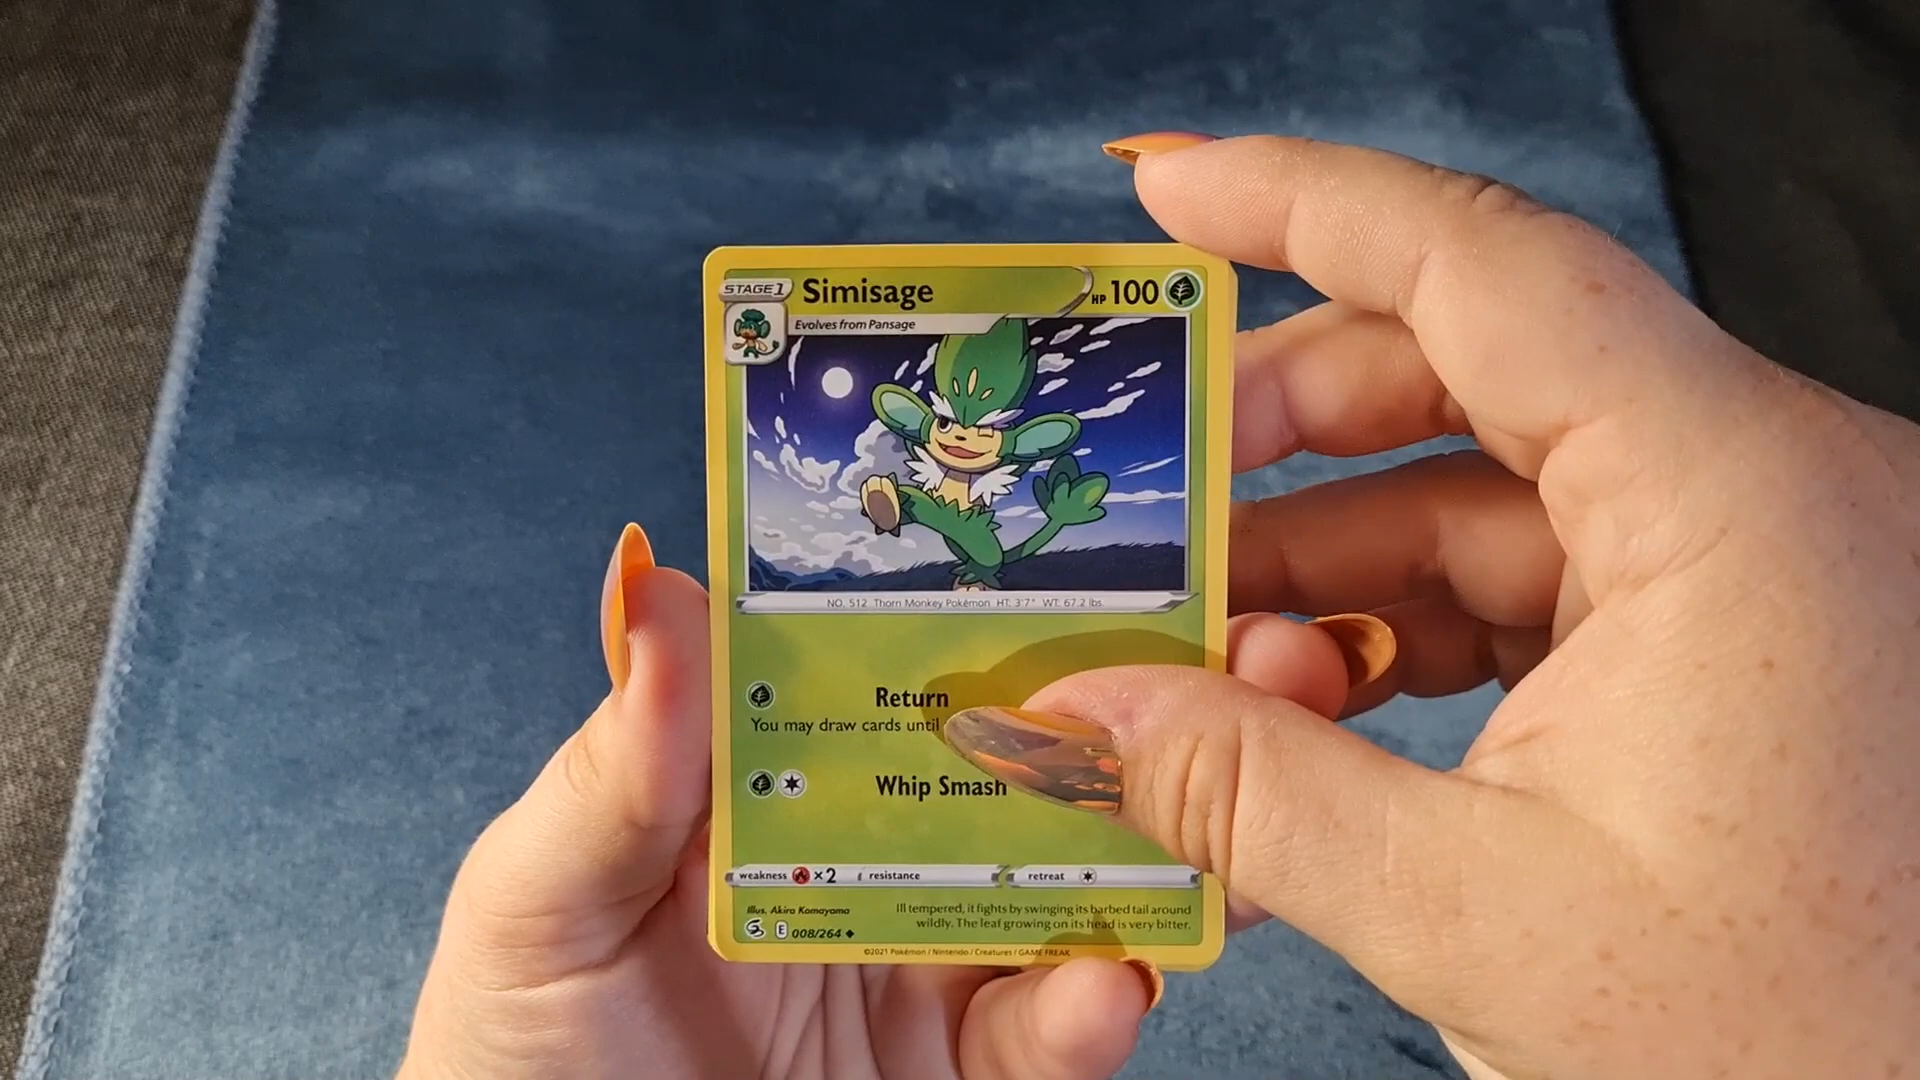 STAGE1 Simisage HP 100
Evolves from Pansage
NO. 512 Thorn Monkey Pokémon HT: 3'7" WT: 67.2 lbs.
Return
You may draw cards until
Whip Smash
weakness ×2 resistance retreat
Illus. Akira Komayama
Ill tempered, it fights by swinging its barbed tail around
wildly. The leaf growing on its head is very bitter.
E 008/264
©2021 Pokémon / Nintendo / Creatures / GAME FREAK